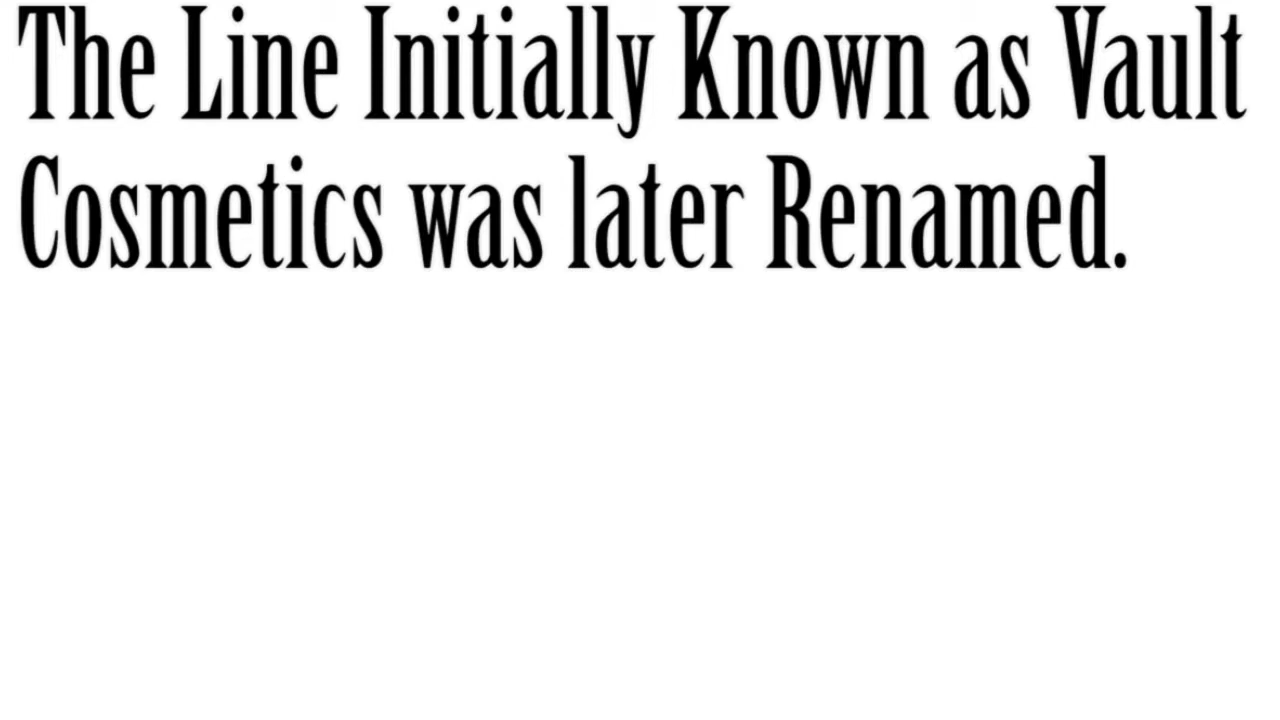 The Line Initially Known as Vault
Cosmetics was later Renamed.